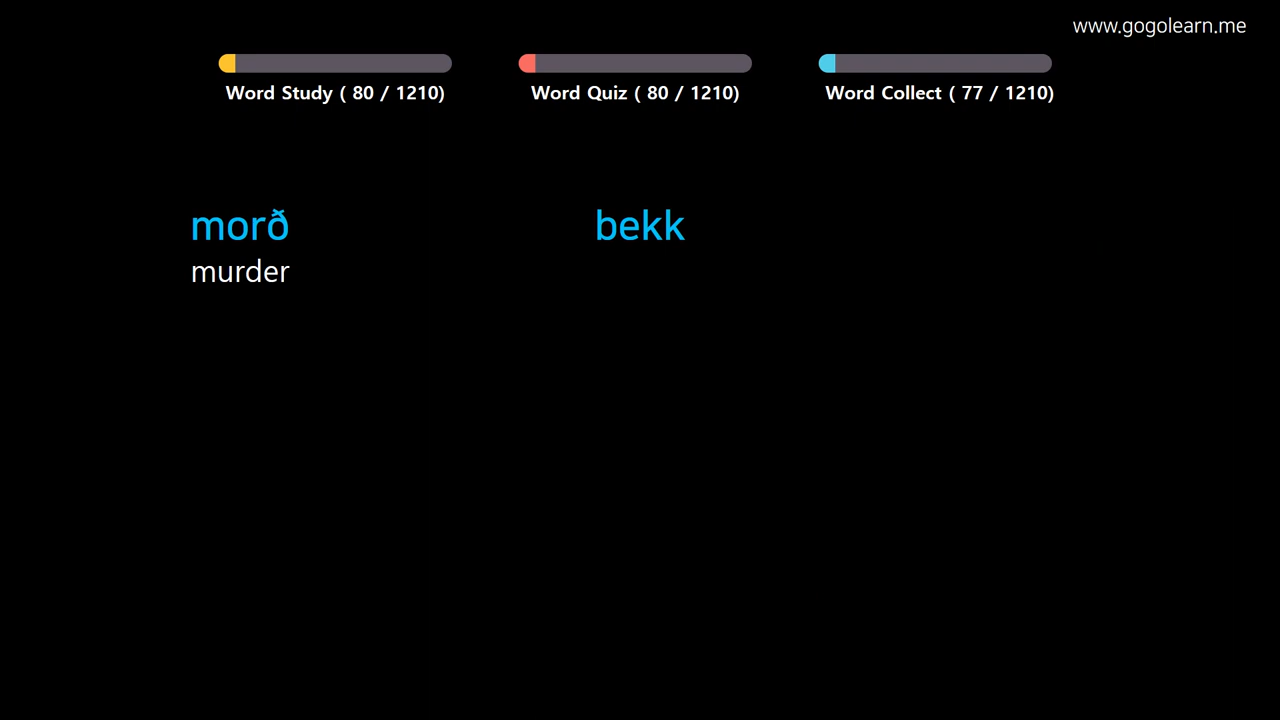 www.gogolearn.me
Word Study ( 80 / 1210)
Word Quiz ( 80 / 1210)
Word Collect ( 77 / 1210)
morð
murder
bekk